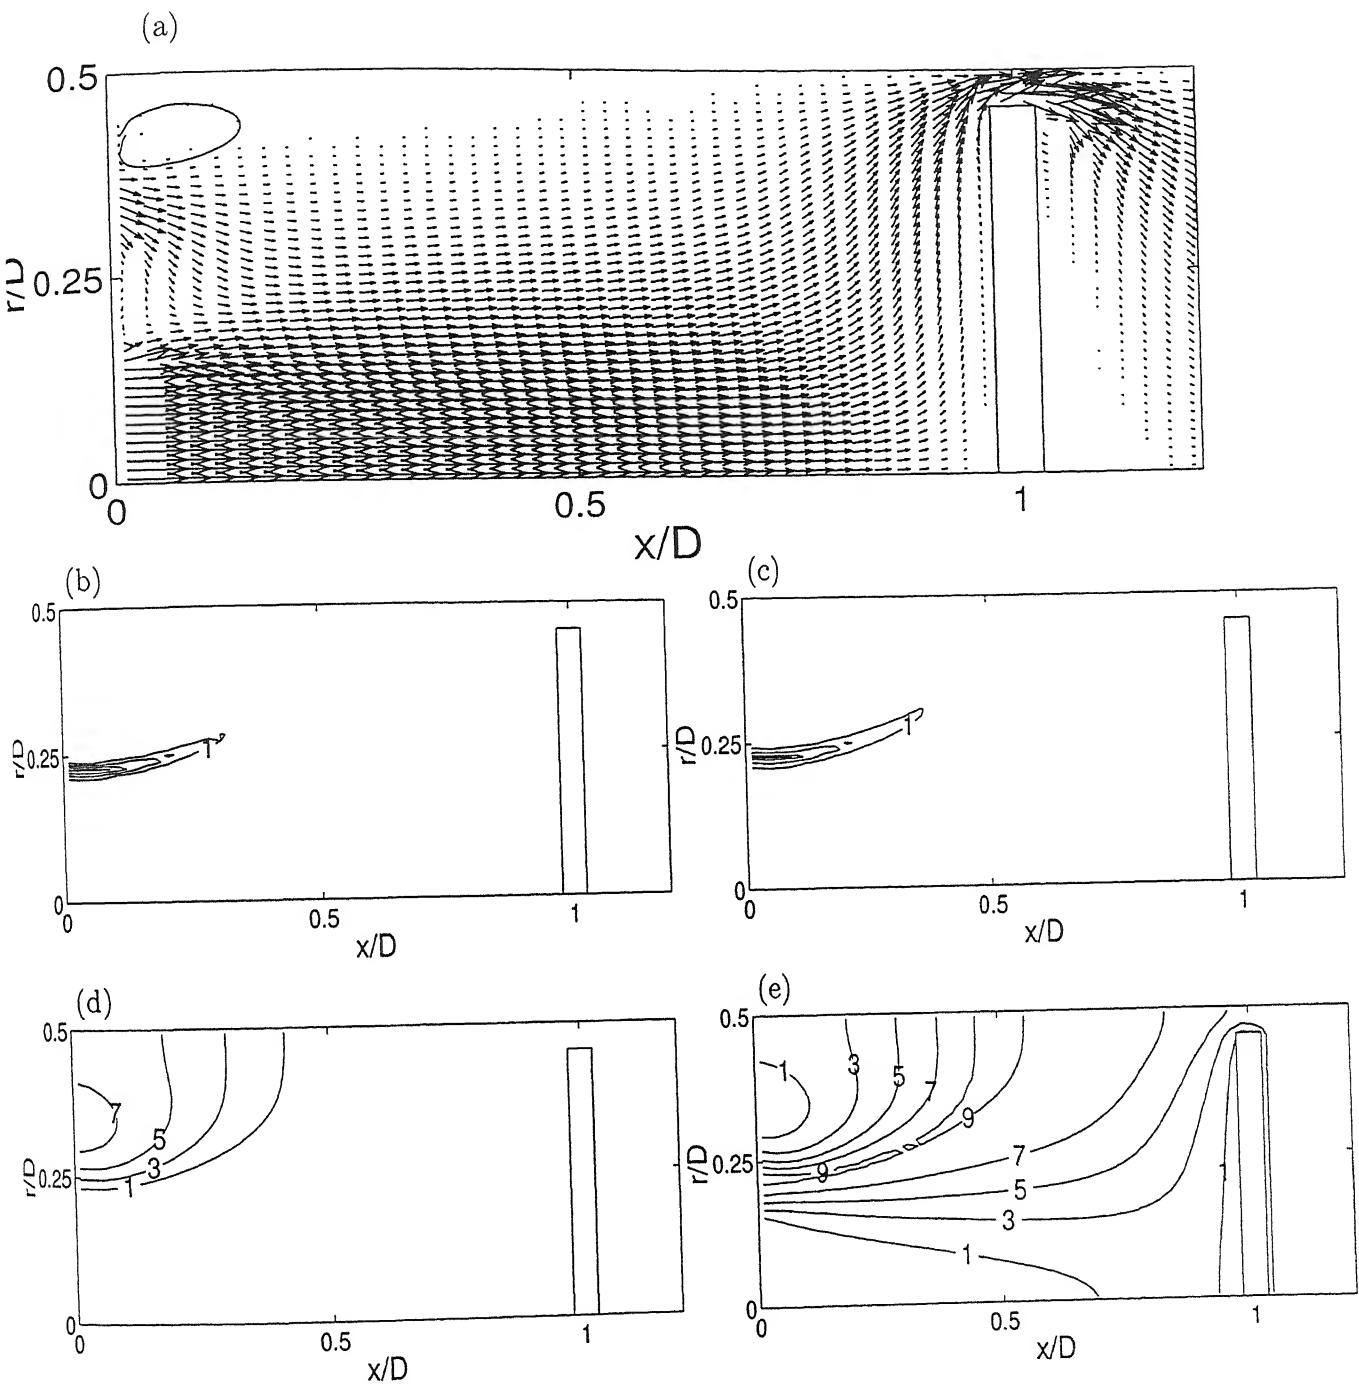 (a)
0.5
r/D
0.25
0
0 0.5 1
x/D
(b) (c)
0.5 0.5
r/D 0.25 1 r/D 0.25 1
0 0
0 0.5 1 0 0.5 1
x/D x/D
(d) (e)
0.5 0.5
7 5 3 1
1 3 5 7 9
r/D 0.25 r/D 0.25
9 7 5 3 1 1
0 0
0 0.5 1 0 0.5 1
x/D x/D